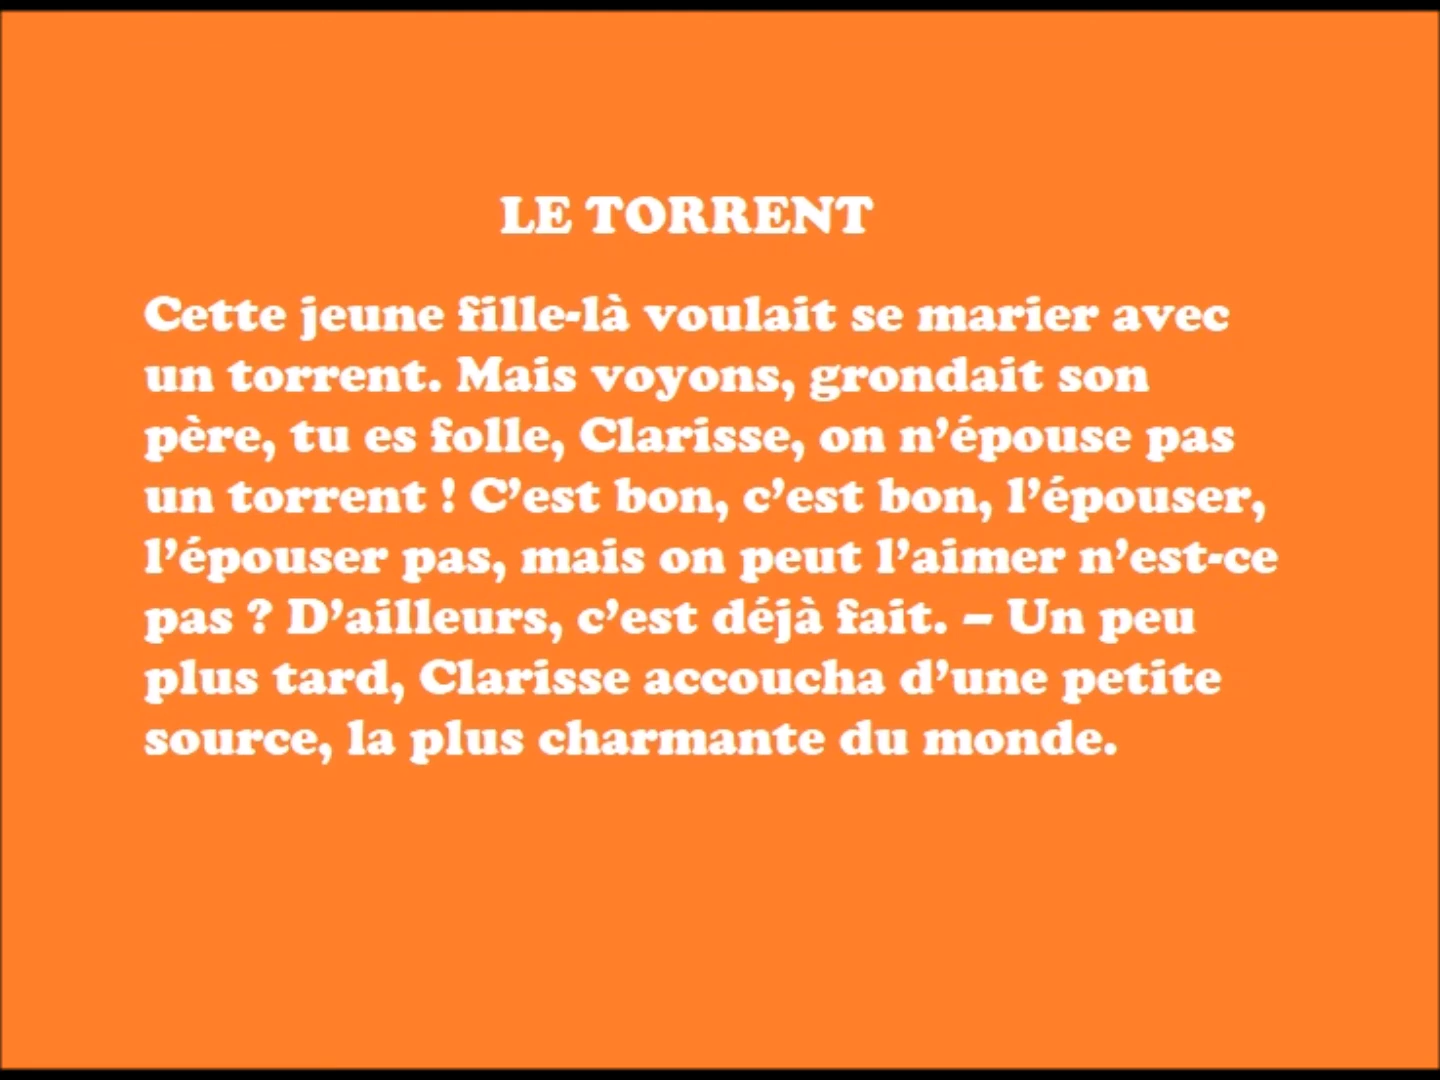 LE TORRENT
Cette jeune fille-là voulait se marier avec
un torrent. Mais voyons, grondait son
père, tu es folle, Clarisse, on n’épouse pas
un torrent ! C’est bon, c’est bon, l’épouser,
l’épouser pas, mais on peut l’aimer n’est-ce
pas ? D’ailleurs, c’est déjà fait. – Un peu
plus tard, Clarisse accoucha d’une petite
source, la plus charmante du monde.